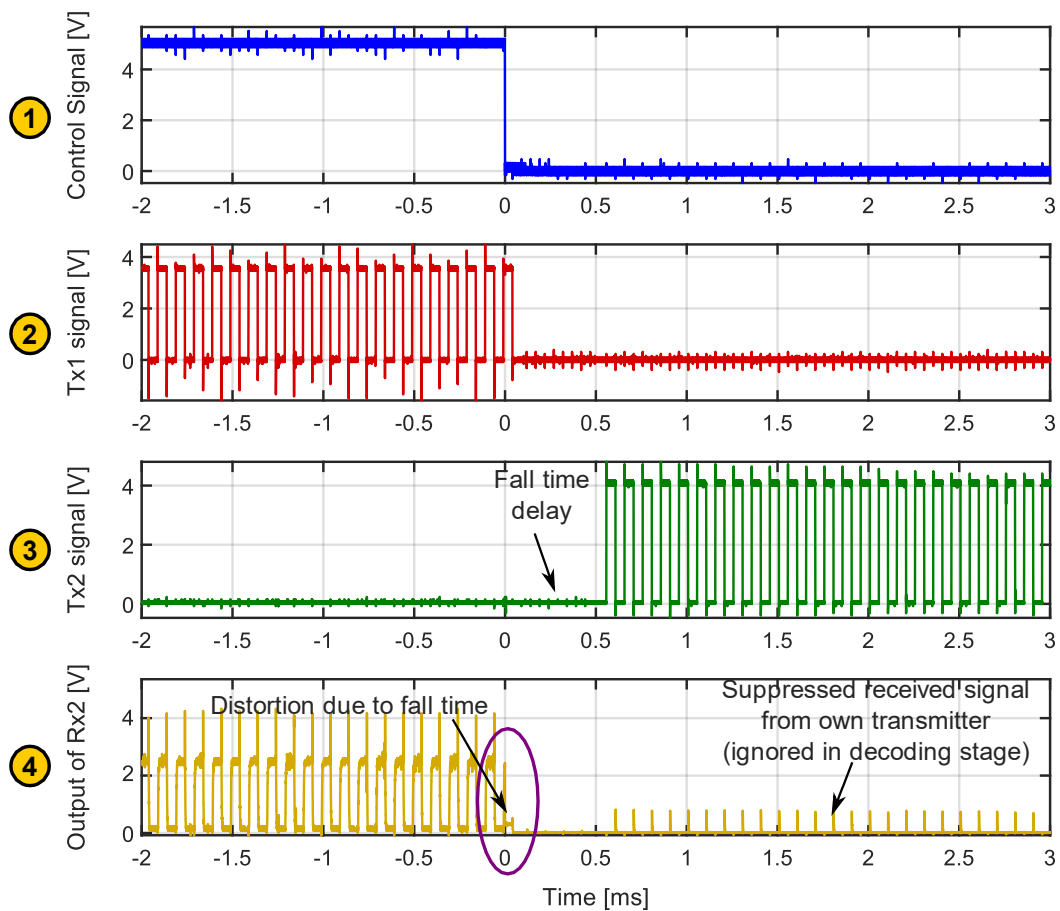 1
Control Signal [V]
4
2
0
-2 -1.5 -1 -0.5 0 0.5 1 1.5 2 2.5 3
2
Tx1 signal [V]
4
2
0
-2 -1.5 -1 -0.5 0 0.5 1 1.5 2 2.5 3
3
Tx2 signal [V]
4
2
0
Fall time
delay
-2 -1.5 -1 -0.5 0 0.5 1 1.5 2 2.5 3
4
Output of Rx2 [V]
4
2
0
Distortion due to fall time
Suppressed received signal
from own transmitter
(ignored in decoding stage)
-2 -1.5 -1 -0.5 0 0.5 1 1.5 2 2.5 3
Time [ms]